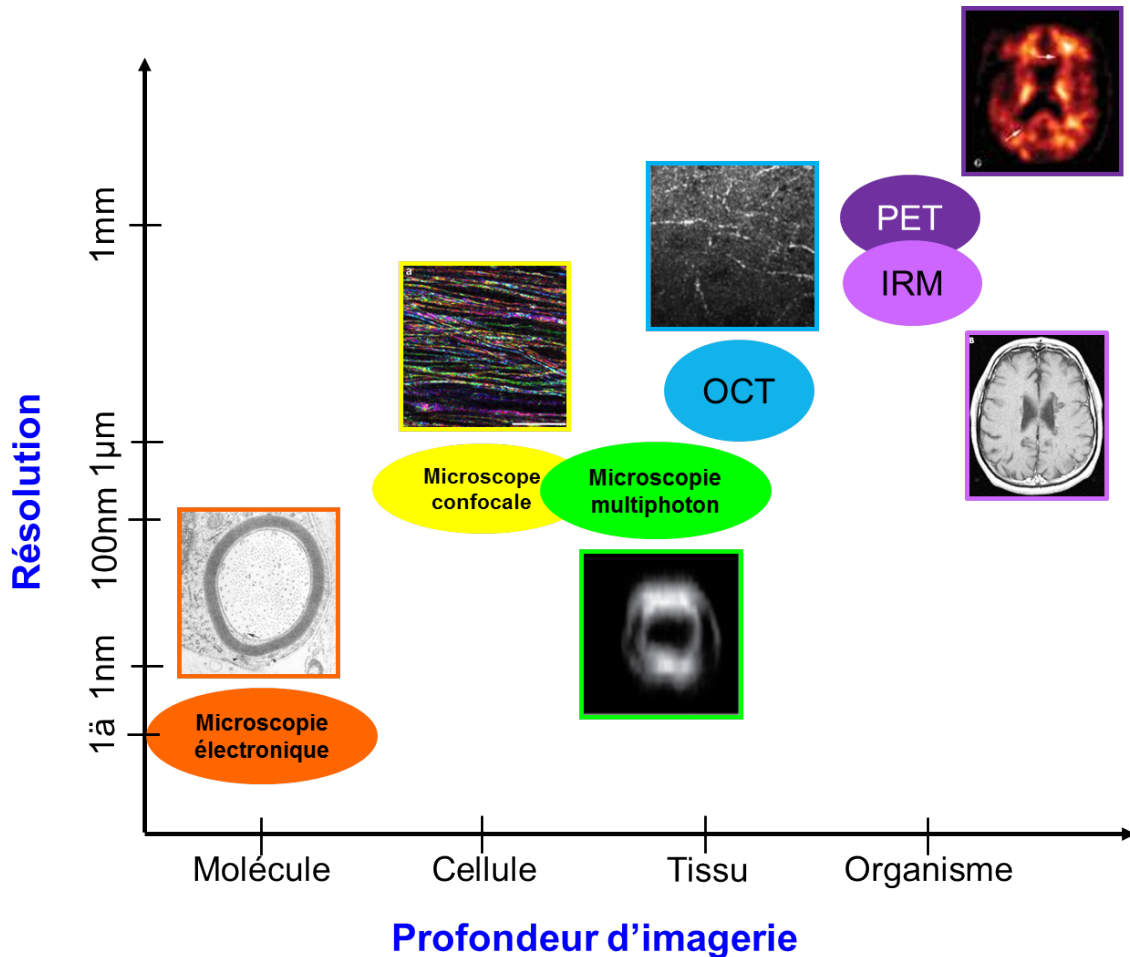 1mm
PET
IRM
OCT
Résolution
1µm
Microscope
confocale
Microscopie
multiphoton
100nm
1nm
1ä
Microscopie
électronique
Molécule
Cellule
Tissu
Organisme
Profondeur d’imagerie
a
G
B